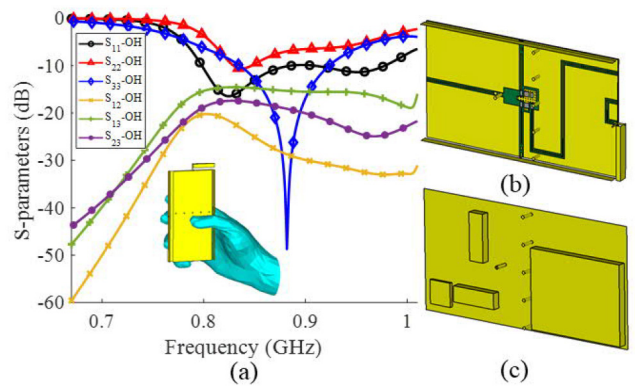 (a)
0
-10
-20
-30
-40
-50
-60
S-parameters (dB)
S11-OH
S22-OH
S33-OH
S12-OH
S13-OH
S23-OH
0.7
0.8
0.9
1
Frequency (GHz)
(a)
(b)
(c)